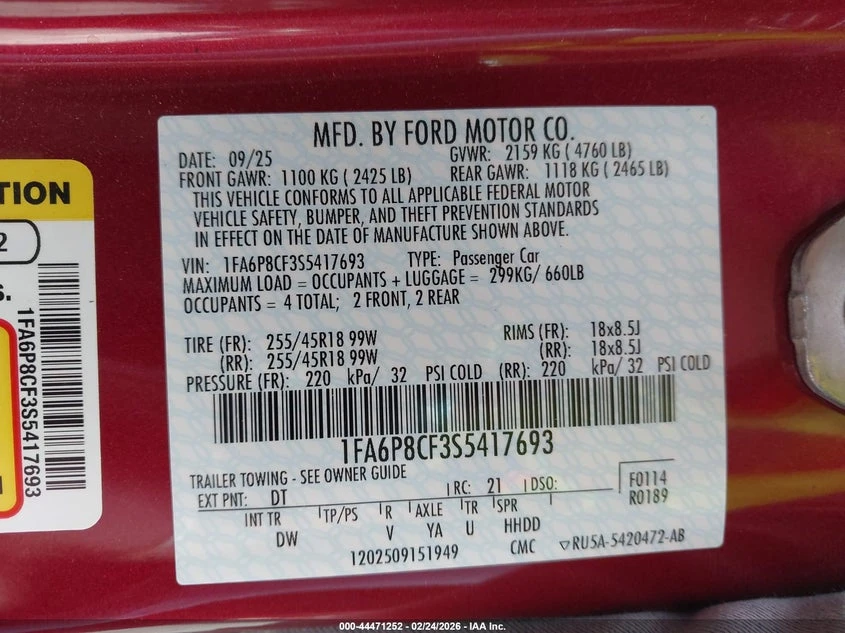 MFD. BY FORD MOTOR CO.
DATE: 09/25 GVWR: 2159 KG ( 4760 LB)
FRONT GAWR: 1100 KG ( 2425 LB) REAR GAWR: 1118 KG ( 2465 LB)
THIS VEHICLE CONFORMS TO ALL APPLICABLE FEDERAL MOTOR
VEHICLE SAFETY, BUMPER, AND THEFT PREVENTION STANDARDS
IN EFFECT ON THE DATE OF MANUFACTURE SHOWN ABOVE.
VIN: 1FA6P8CF3S5417693 TYPE: Passenger Car
MAXIMUM LOAD = OCCUPANTS + LUGGAGE = 299KG/ 660LB
OCCUPANTS = 4 TOTAL; 2 FRONT, 2 REAR
TIRE (FR): 255/45R18 99W RIMS (FR): 18x8.5J
(RR): 255/45R18 99W (RR): 18x8.5J
PRESSURE (FR): 220 kPa/ 32 PSI COLD (RR): 220 kPa/ 32 PSI COLD
1FA6P8CF3S5417693
TRAILER TOWING - SEE OWNER GUIDE
EXT PNT: DT RC: 21 DSO: F0114
R0189
INT TR TP/PS R AXLE TR SPR
DW V YA U HHDD
1202509151949 CMC ▽RU5A-5420472-AB
TION
2
S.
1FA6P8CF3S5417693
000-44471252 - 02/24/2026 - IAA Inc.